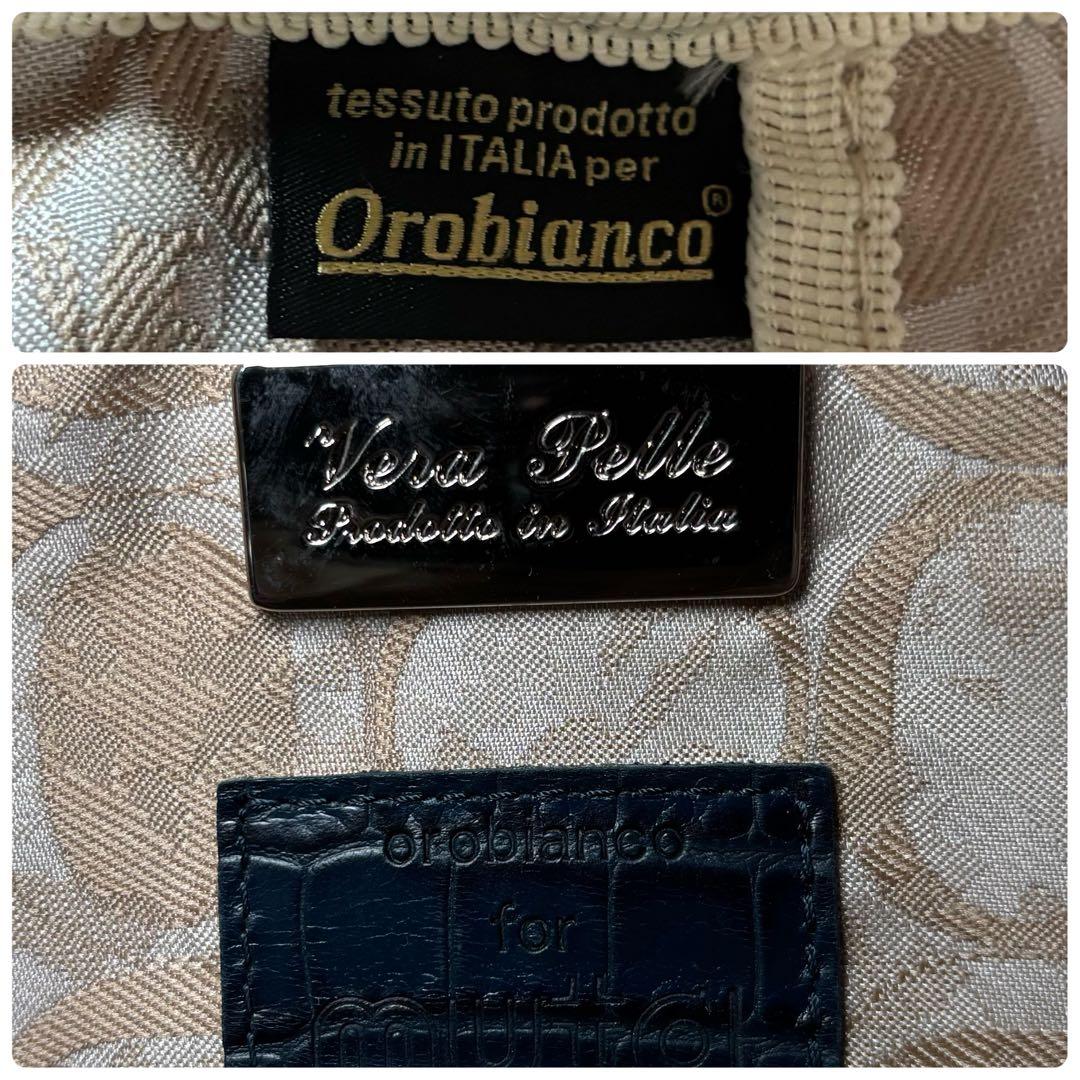 tessuto prodotto
in ITALIA per
Orobianco®
Vera Pelle
Prodotto in Italia
orobianco
for